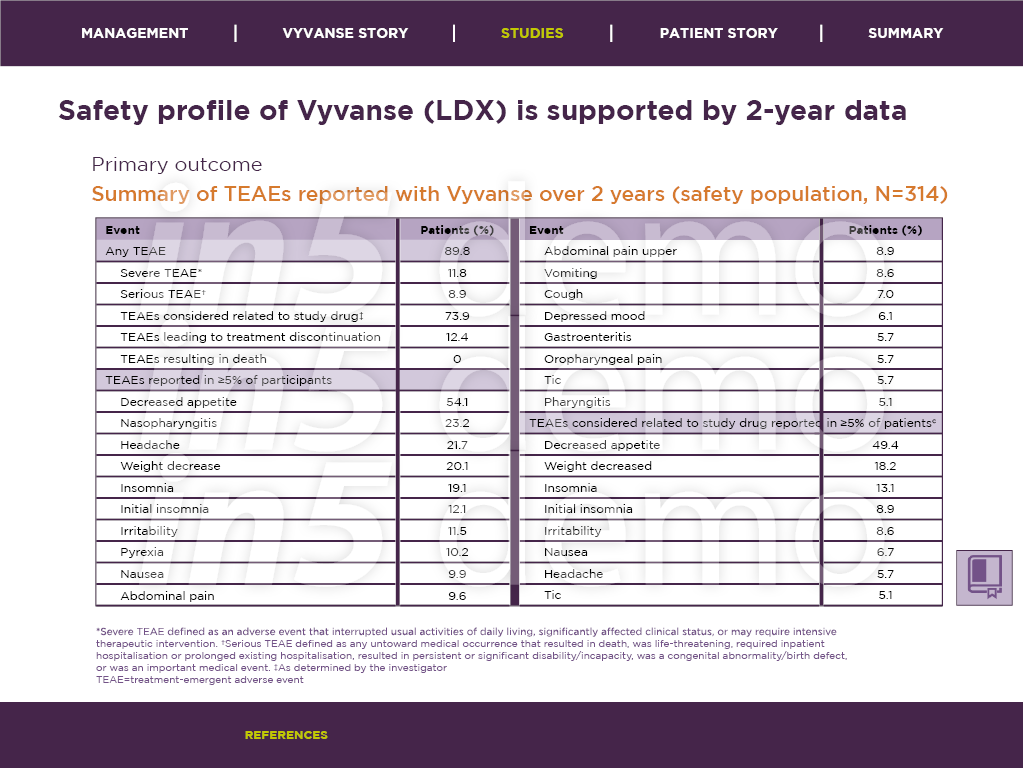 MANAGEMENT | VYVANSE STORY | STUDIES | PATIENT STORY | SUMMARY
Safety profile of Vyvanse (LDX) is supported by 2-year data
Primary outcome
Summary of TEAEs reported with Vyvanse over 2 years (safety population, N=314)
Event Patients (%)
Any TEAE 89.8
Severe TEAE* 11.8
Serious TEAE† 8.9
TEAEs considered related to study drug‡ 73.9
TEAEs leading to treatment discontinuation 12.4
TEAEs resulting in death 0
TEAEs reported in ≥5% of participants
Decreased appetite 54.1
Nasopharyngitis 23.2
Headache 21.7
Weight decrease 20.1
Insomnia 19.1
Initial insomnia 12.1
Irritability 11.5
Pyrexia 10.2
Nausea 9.9
Abdominal pain 9.6
Event Patients (%)
Abdominal pain upper 8.9
Vomiting 8.6
Cough 7.0
Depressed mood 6.1
Gastroenteritis 5.7
Oropharyngeal pain 5.7
Tic 5.7
Pharyngitis 5.1
TEAEs considered related to study drug reported in ≥5% of patients
Decreased appetite 49.4
Weight decreased 18.2
Insomnia 13.1
Initial insomnia 8.9
Irritability 8.6
Nausea 6.7
Headache 5.7
Tic 5.1
in5 demo
in5 demo
in5 demo
*Severe TEAE defined as an adverse event that interrupted usual activities of daily living, significantly affected clinical status, or may require intensive
therapeutic intervention. †Serious TEAE defined as any untoward medical occurrence that resulted in death, was life-threatening, required inpatient
hospitalisation or prolonged existing hospitalisation, resulted in persistent or significant disability/incapacity, was a congenital abnormality/birth defect,
or was an important medical event. ‡As determined by the investigator
TEAE=treatment-emergent adverse event
REFERENCES